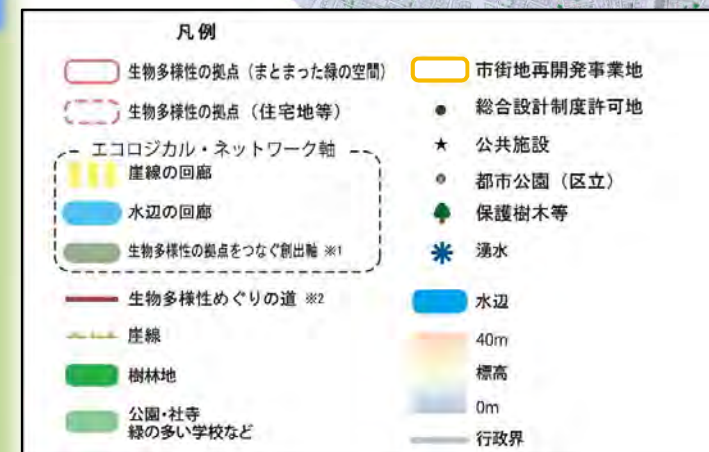 凡例
生物多様性の拠点（まとまった緑の空間）
生物多様性の拠点（住宅地等）
エコロジカル・ネットワーク軸
崖線の回廊
水辺の回廊
生物多様性の拠点をつなぐ創出軸 ※1
生物多様性めぐりの道 ※2
崖線
樹林地
公園・社寺
緑の多い学校など
市街地再開発事業地
総合設計制度許可地
公共施設
都市公園（区立）
保護樹木等
湧水
水辺
40m
標高
0m
行政界